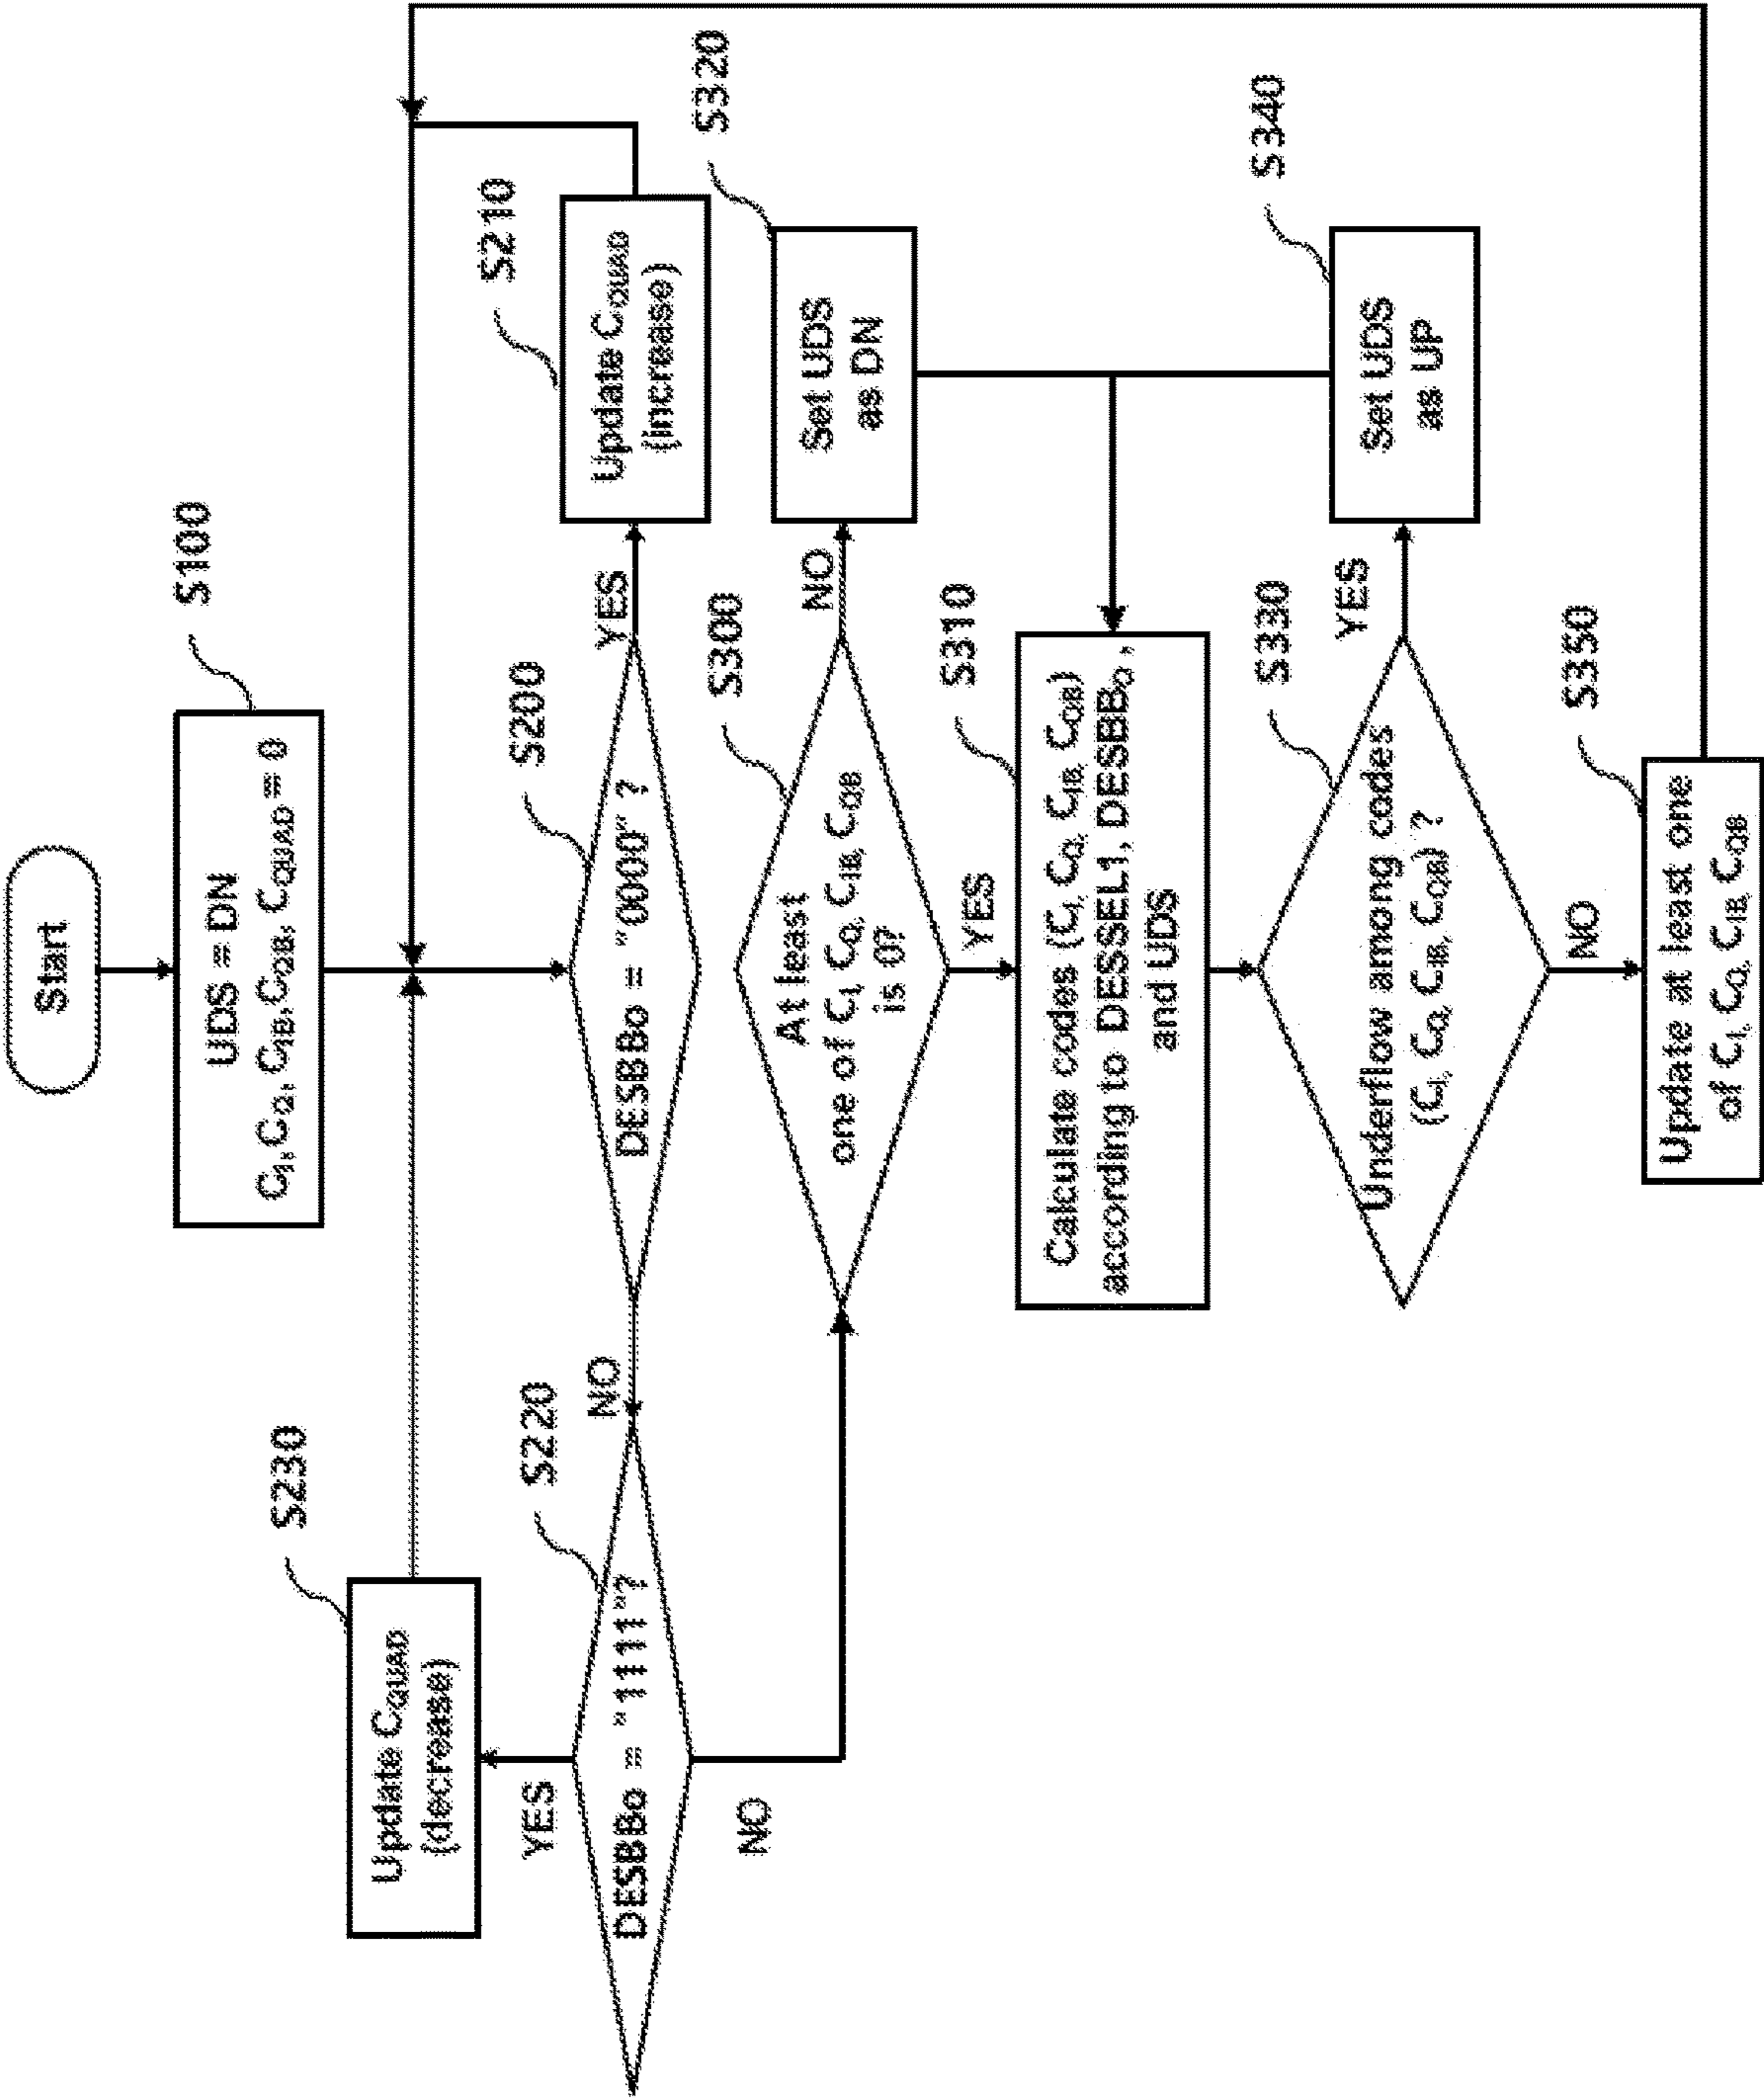 Start
S100
UDS = DN
C_I, C_Q, C_IB, C_QB, C_QUAD = 0
S230
Update C_QUAD
(decrease)
S210
Update C_QUAD
(increase)
S220
DESBBo = "1111"?
YES
NO
S200
DESBBo = "0000" ?
NO
YES
S300
At least
one of C_I, C_Q, C_IB, C_QB
is 0?
NO
YES
S320
Set UDS
as DN
S310
Calculate codes (C_I, C_Q, C_IB, C_QB)
according to DESSEL1, DESBB_O ,
and UDS
S330
Underflow among codes
(C_I, C_Q, C_IB, C_QB) ?
YES
NO
S340
Set UDS
as UP
S350
Update at least one
of C_I, C_Q, C_IB, C_QB